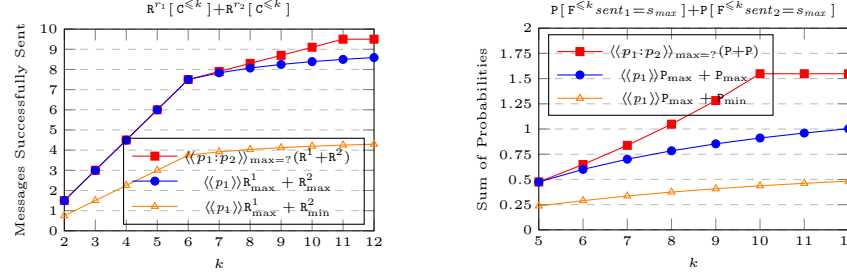 R^{r_1}[C^{⩽k}]+R^{r_2}[C^{⩽k}]
Messages Successfully Sent
10
9
8
7
6
5
4
3
2
1
0
⟨⟨p_1:p_2⟩⟩_{max=?}(R^1+R^2)
⟨⟨p_1⟩⟩R^1_{max} + R^2_{max}
⟨⟨p_1⟩⟩R^1_{max} + R^2_{min}
2 3 4 5 6 7 8 9 10 11 12
k
P[F^{⩽k} sent_1=s_{max}]+P[F^{⩽k} sent_2=s_{max}]
Sum of Probabilities
2
1.75
1.5
1.25
1
0.75
0.5
0.25
0
⟨⟨p_1:p_2⟩⟩_{max=?}(P+P)
⟨⟨p_1⟩⟩P_{max} + P_{max}
⟨⟨p_1⟩⟩P_{max} + P_{min}
5 6 7 8 9 10 11
k